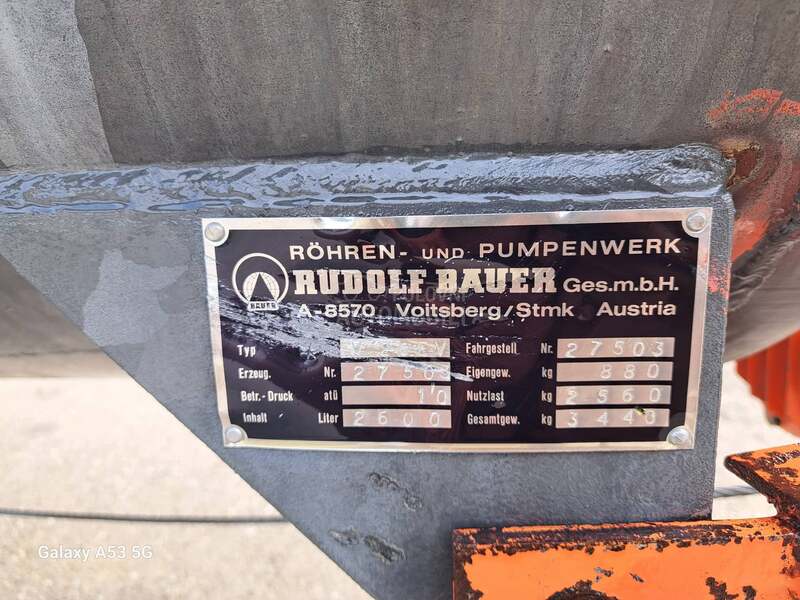 RÖHREN- UND PUMPENWERK
BAUER
RUDOLF BAUER Ges.m.b.H.
A-8570 Voitsberg/Stmk Austria
Typ
Fahrgestell Nr. 27503
Erzeug. Nr. 27503
Eigengew. kg 880
Betr.-Druck atü 1'0
Nutzlast kg 2560
Inhalt Liter 2600
Gesamtgew. kg 3440
Galaxy A53 5G